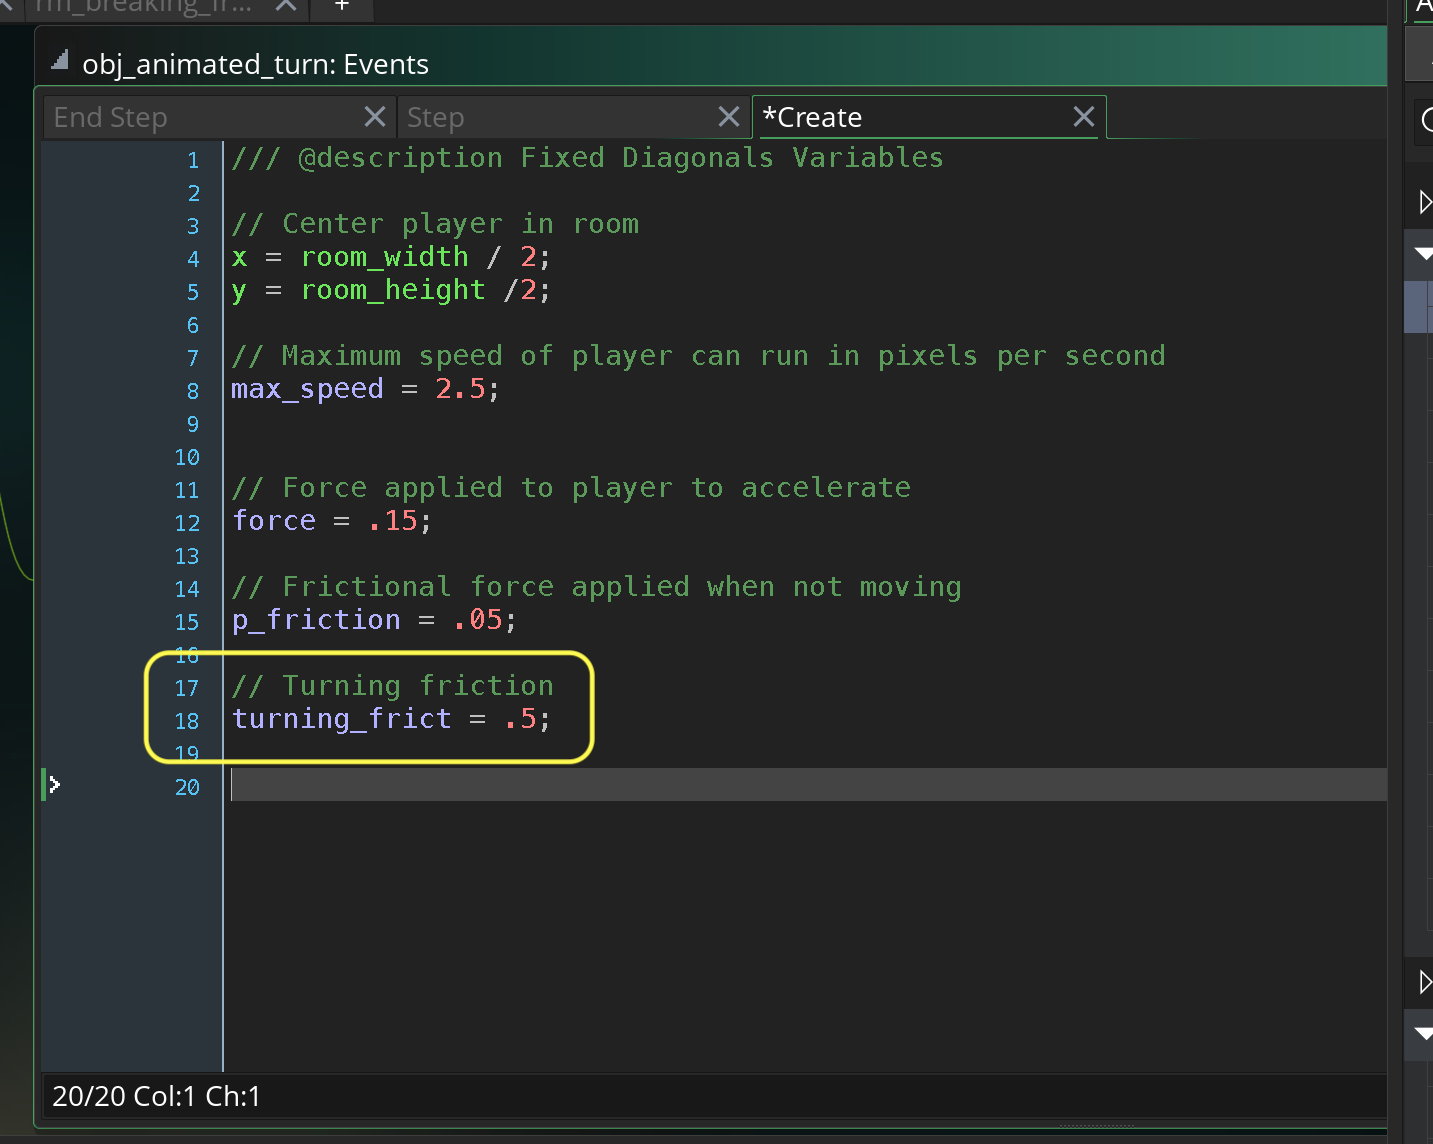 rm_breaking_fr...
+
obj_animated_turn: Events
End Step
Step
*Create
1 /// @description Fixed Diagonals Variables
2
3 // Center player in room
4 x = room_width / 2;
5 y = room_height /2;
6
7 // Maximum speed of player can run in pixels per second
8 max_speed = 2.5;
9
10
11 // Force applied to player to accelerate
12 force = .15;
13
14 // Frictional force applied when not moving
15 p_friction = .05;
16
17 // Turning friction
18 turning_frict = .5;
19
20
20/20 Col:1 Ch:1